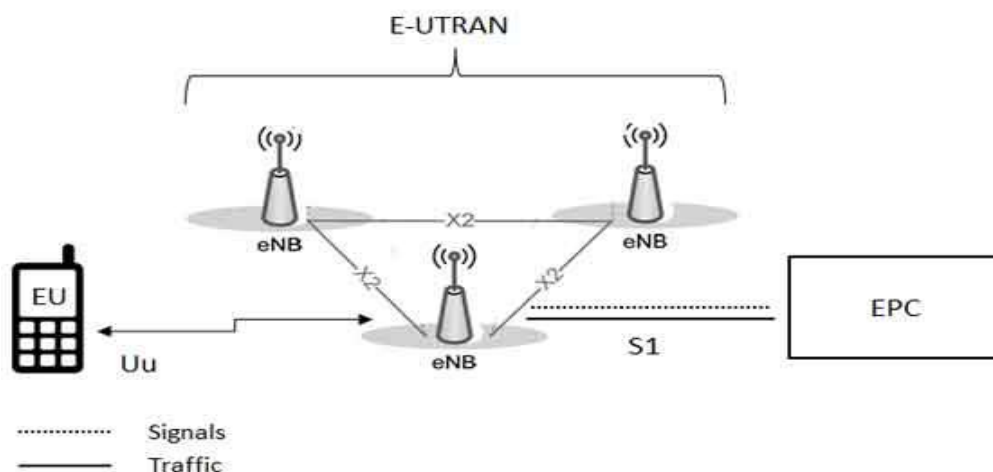 E-UTRAN
eNB
X2
eNB
X2
X2
eNB
EU
Uu
S1
EPC
Signals
Traffic